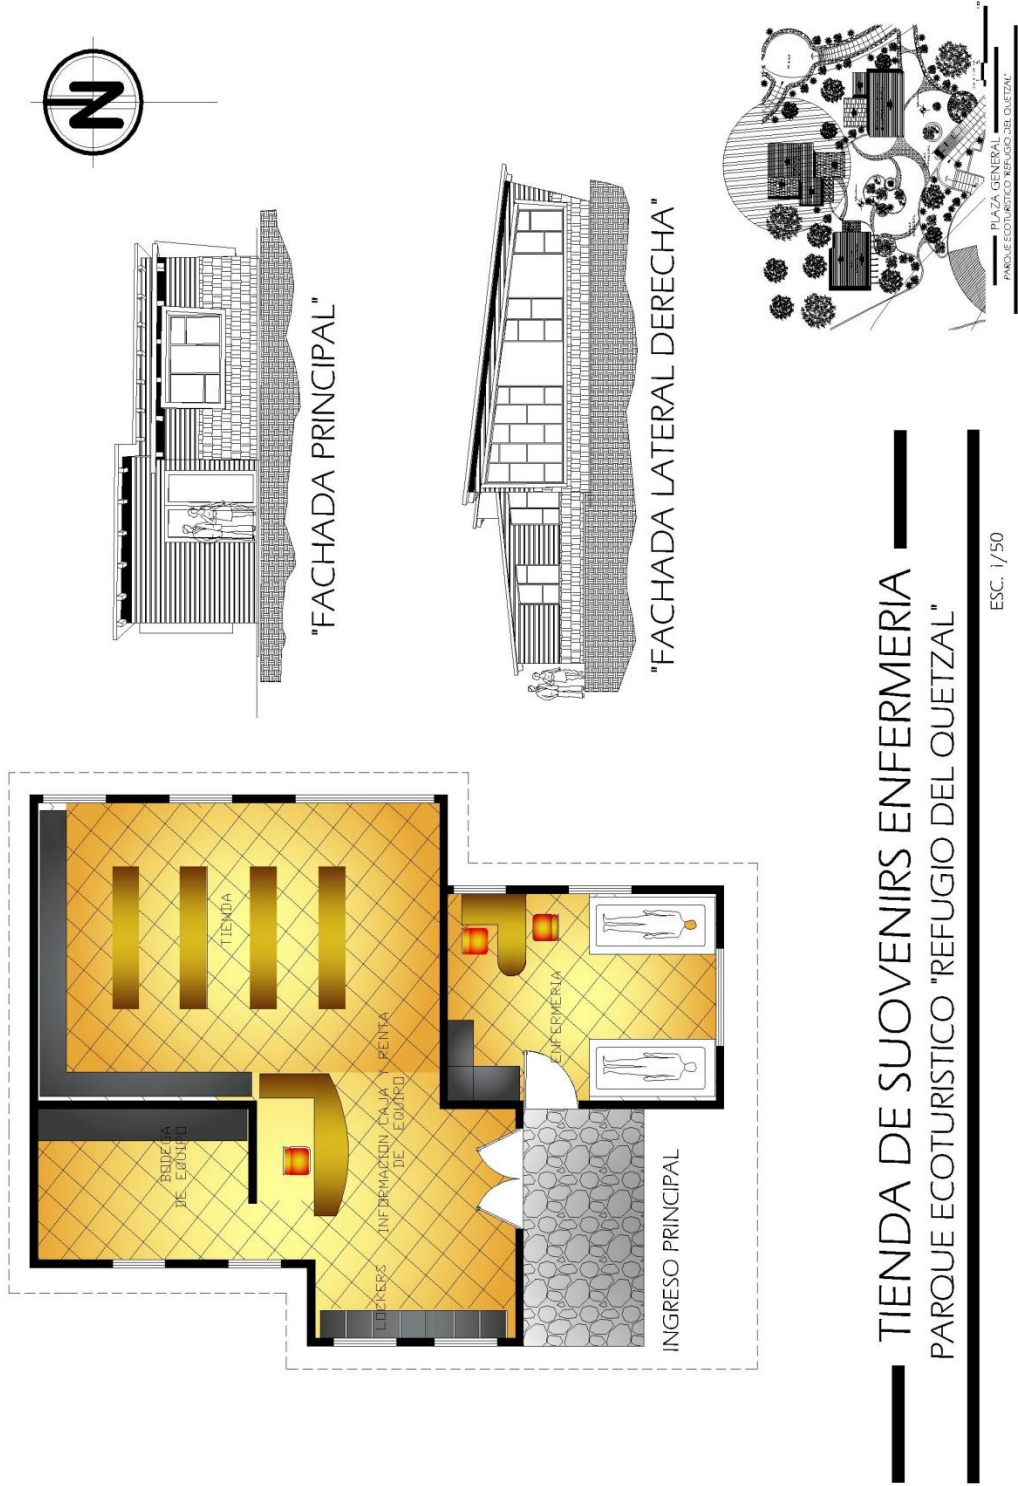 N
"FACHADA PRINCIPAL"
"FACHADA LATERAL DERECHA"
TIENDA
BODEGA
DE EQUIPO
INFORMACION CAJA Y RENTA
DE EQUIPO
LOCKERS
ENFERMERIA
INGRESO PRINCIPAL
TIENDA DE SUOVENIRS ENFERMERIA
PARQUE ECOTURISTICO "REFUGIO DEL QUETZAL"
ESC. 1/50
PLAZA GENERAL
PARQUE ECOTURISTICO "REFUGIO DEL QUETZAL"